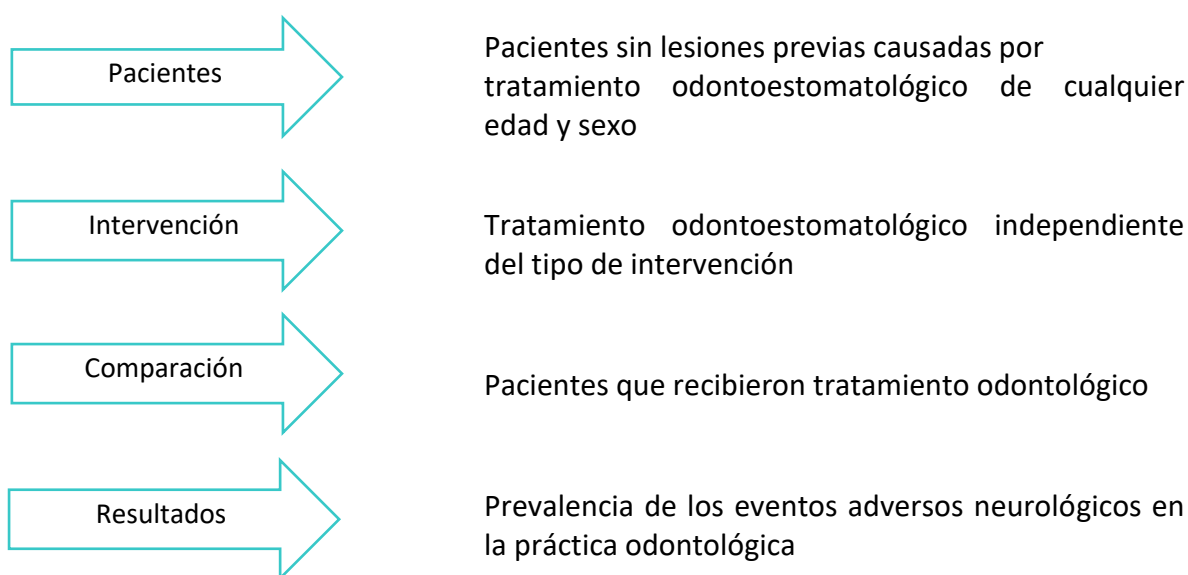 Pacientes
Pacientes sin lesiones previas causadas por
tratamiento odontoestomatológico de cualquier
edad y sexo
Intervención
Tratamiento odontoestomatológico independiente
del tipo de intervención
Comparación
Pacientes que recibieron tratamiento odontológico
Resultados
Prevalencia de los eventos adversos neurológicos en
la práctica odontológica